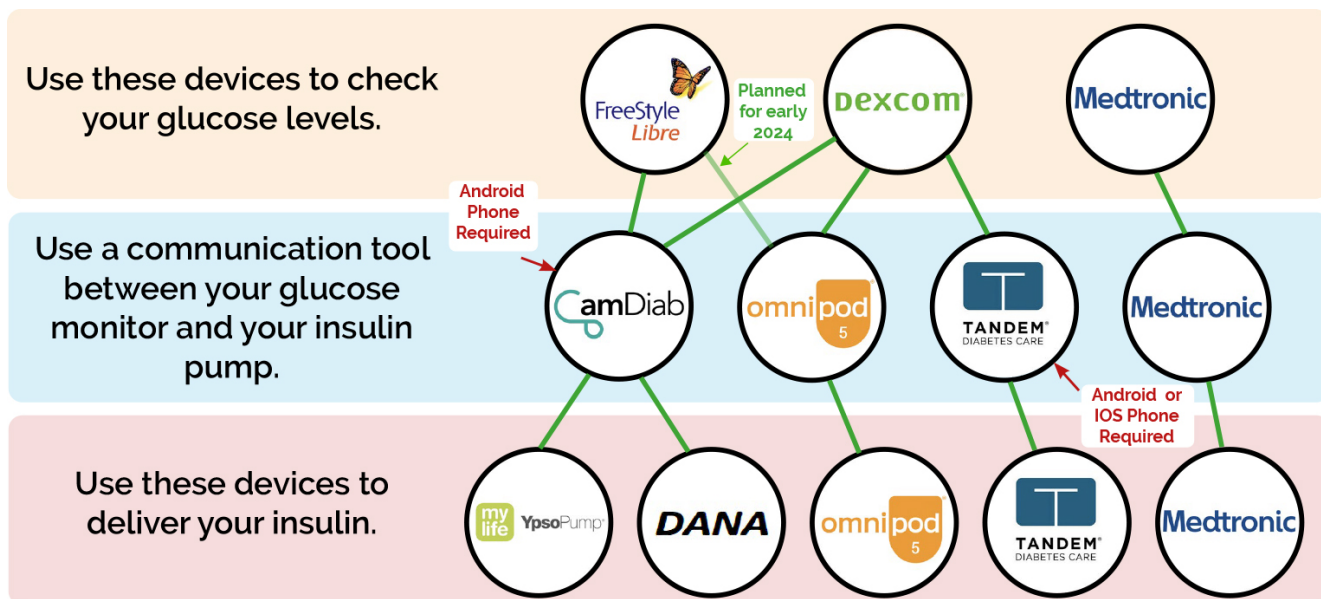 Use these devices to check
your glucose levels.
FreeStyle
Libre
Planned
for early
2024
Dexcom
Medtronic
Android
Phone
Required
Use a communication tool
between your glucose
monitor and your insulin
pump.
CamDiab
omnipod®
5
TANDEM®
DIABETES CARE
Medtronic
Android or
IOS Phone
Required
Use these devices to
deliver your insulin.
my
life
YpsoPump®
DANA
omnipod®
5
TANDEM®
DIABETES CARE
Medtronic